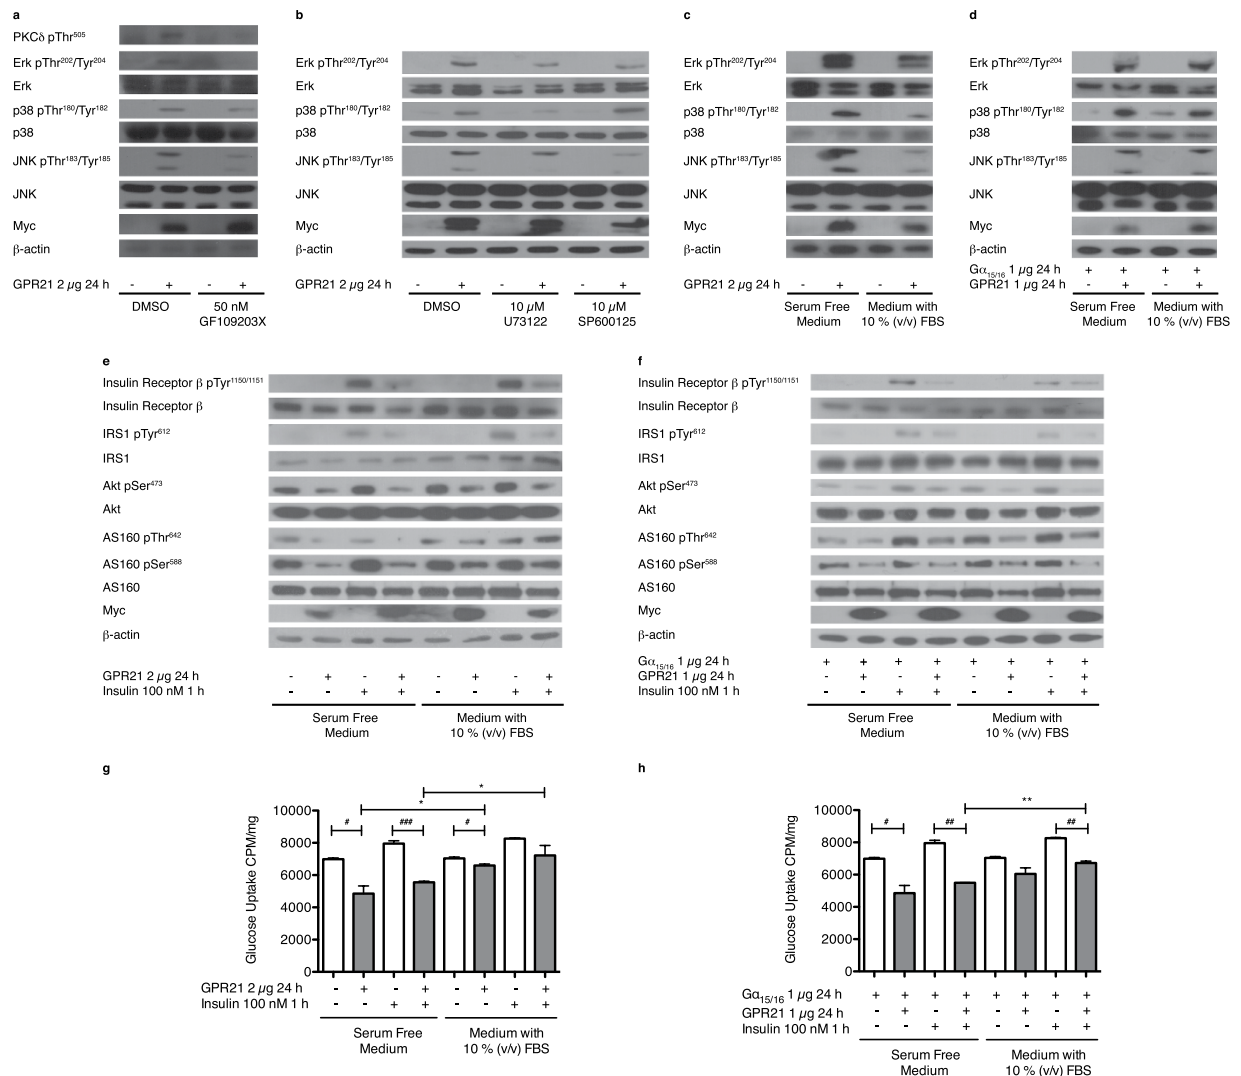 a
PKCδ pThr505
Erk pThr202/Tyr204
Erk
p38 pThr180/Tyr182
p38
JNK pThr183/Tyr185
JNK
Myc
β-actin
GPR21 2 µg 24 h - + - +
DMSO 50 nM
GF109203X
b
Erk pThr202/Tyr204
Erk
p38 pThr180/Tyr182
p38
JNK pThr183/Tyr185
JNK
Myc
β-actin
GPR21 2 µg 24 h - + - + - +
DMSO 10 µM 10 µM
U73122 SP600125
c
Erk pThr202/Tyr204
Erk
p38 pThr180/Tyr182
p38
JNK pThr183/Tyr185
JNK
Myc
β-actin
GPR21 2 µg 24 h - + - +
Serum Free Medium with
Medium 10 % (v/v) FBS
d
Erk pThr202/Tyr204
Erk
p38 pThr180/Tyr182
p38
JNK pThr183/Tyr185
JNK
Myc
β-actin
Gα15/16 1 µg 24 h + + + +
GPR21 1 µg 24 h - + - +
Serum Free Medium with
Medium 10 % (v/v) FBS
e
Insulin Receptor β pTyr1150/1151
Insulin Receptor β
IRS1 pTyr612
IRS1
Akt pSer473
Akt
AS160 pThr642
AS160 pSer588
AS160
Myc
β-actin
GPR21 2 µg 24 h - + - + - + - +
Insulin 100 nM 1 h - - + + - - + +
Serum Free Medium with
Medium 10 % (v/v) FBS
f
Insulin Receptor β pTyr1150/1151
Insulin Receptor β
IRS1 pTyr612
IRS1
Akt pSer473
Akt
AS160 pThr642
AS160 pSer588
AS160
Myc
β-actin
Gα15/16 1 µg 24 h + + + + + + + +
GPR21 1 µg 24 h - + - + - + - +
Insulin 100 nM 1 h - - + + - - + +
Serum Free Medium with
Medium 10 % (v/v) FBS
g
*
*
# ### #
10000
8000
6000
4000
2000
0
Glucose Uptake CPM/mg
GPR21 2 µg 24 h - + - + - + - +
Insulin 100 nM 1 h - - + + - - + +
Serum Free Medium with
Medium 10 % (v/v) FBS
h
**
# ## ##
10000
8000
6000
4000
2000
0
Glucose Uptake CPM/mg
Gα15/16 1 µg 24 h + + + + + + + +
GPR21 1 µg 24 h - + - + - + - +
Insulin 100 nM 1 h - - + + - - + +
Serum Free Medium with
Medium 10 % (v/v) FBS